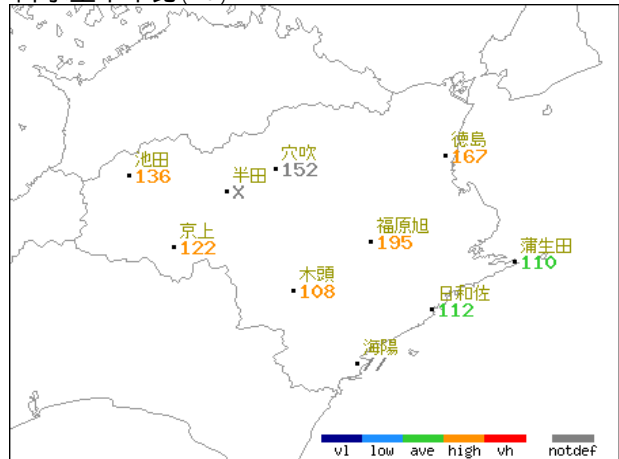 徳島
167
穴吹
152
池田
136
半田
X
福原旭
195
京上
122
蒲生田
110
木頭
108
日和佐
112
海陽
vl low ave high vh notdef